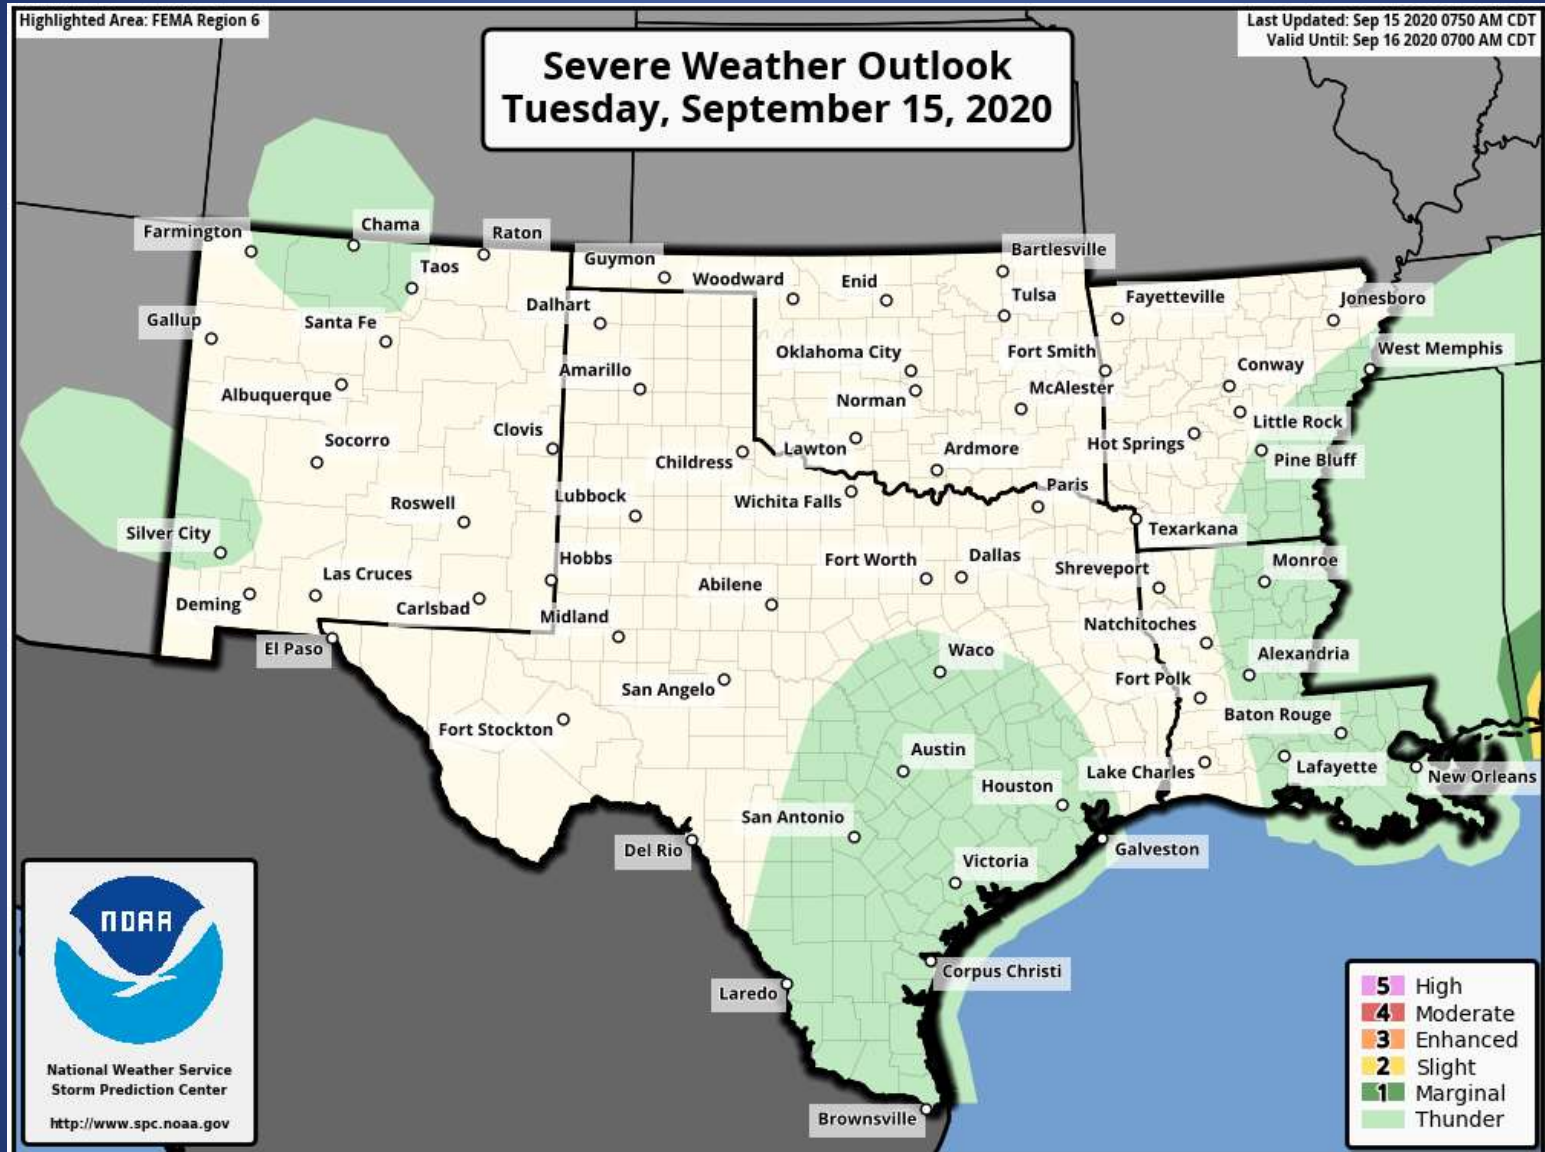 Highlighted Area: FEMA Region 6
Last Updated: Sep 15 2020 0750 AM CDT
Valid Until: Sep 16 2020 0700 AM CDT
Severe Weather Outlook
Tuesday, September 15, 2020
Farmington
Chama
Raton
Taos
Guymon
Woodward
Enid
Bartlesville
Tulsa
Fayetteville
Jonesboro
Gallup
Santa Fe
Dalhart
Oklahoma City
Fort Smith
West Memphis
Conway
Albuquerque
Amarillo
Norman
McAlester
Little Rock
Socorro
Clovis
Childress
Lawton
Ardmore
Hot Springs
Pine Bluff
Roswell
Lubbock
Wichita Falls
Paris
Texarkana
Silver City
Hobbs
Fort Worth
Dallas
Shreveport
Monroe
Las Cruces
Deming
Carlsbad
Midland
Abilene
Natchitoches
El Paso
Waco
Alexandria
San Angelo
Fort Polk
Fort Stockton
Baton Rouge
Austin
Houston
Lake Charles
Lafayette
New Orleans
San Antonio
Del Rio
Victoria
Galveston
Corpus Christi
Laredo
Brownsville
NOAA
National Weather Service
Storm Prediction Center
http://www.spc.noaa.gov
5 High
4 Moderate
3 Enhanced
2 Slight
1 Marginal
Thunder